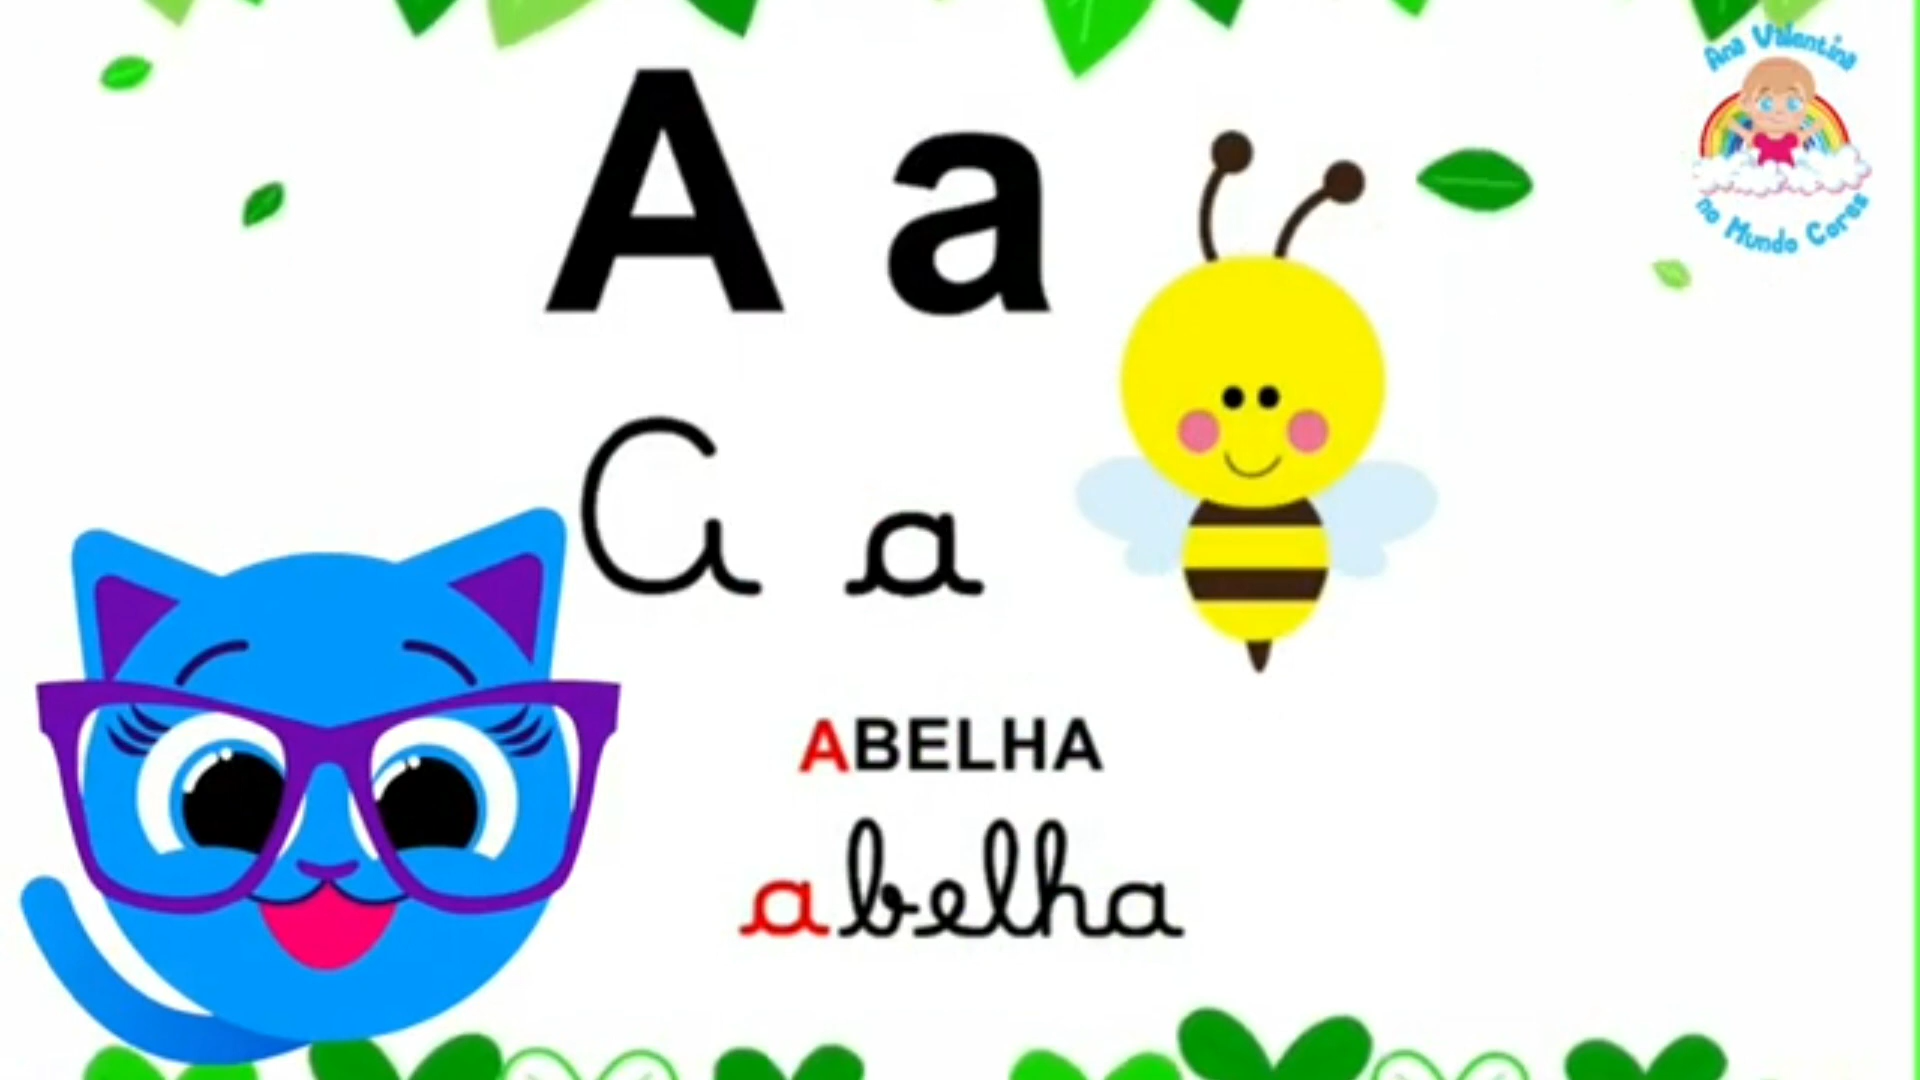 A a
Ana Valentina
no Mundo Cores
a a
ABELHA
abelha